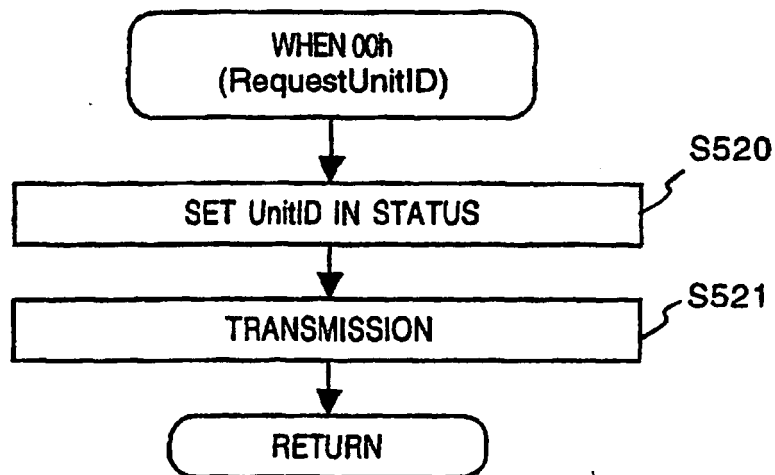 WHEN 00h
(RequestUnitID)
S520
SET UnitID IN STATUS
S521
TRANSMISSION
RETURN